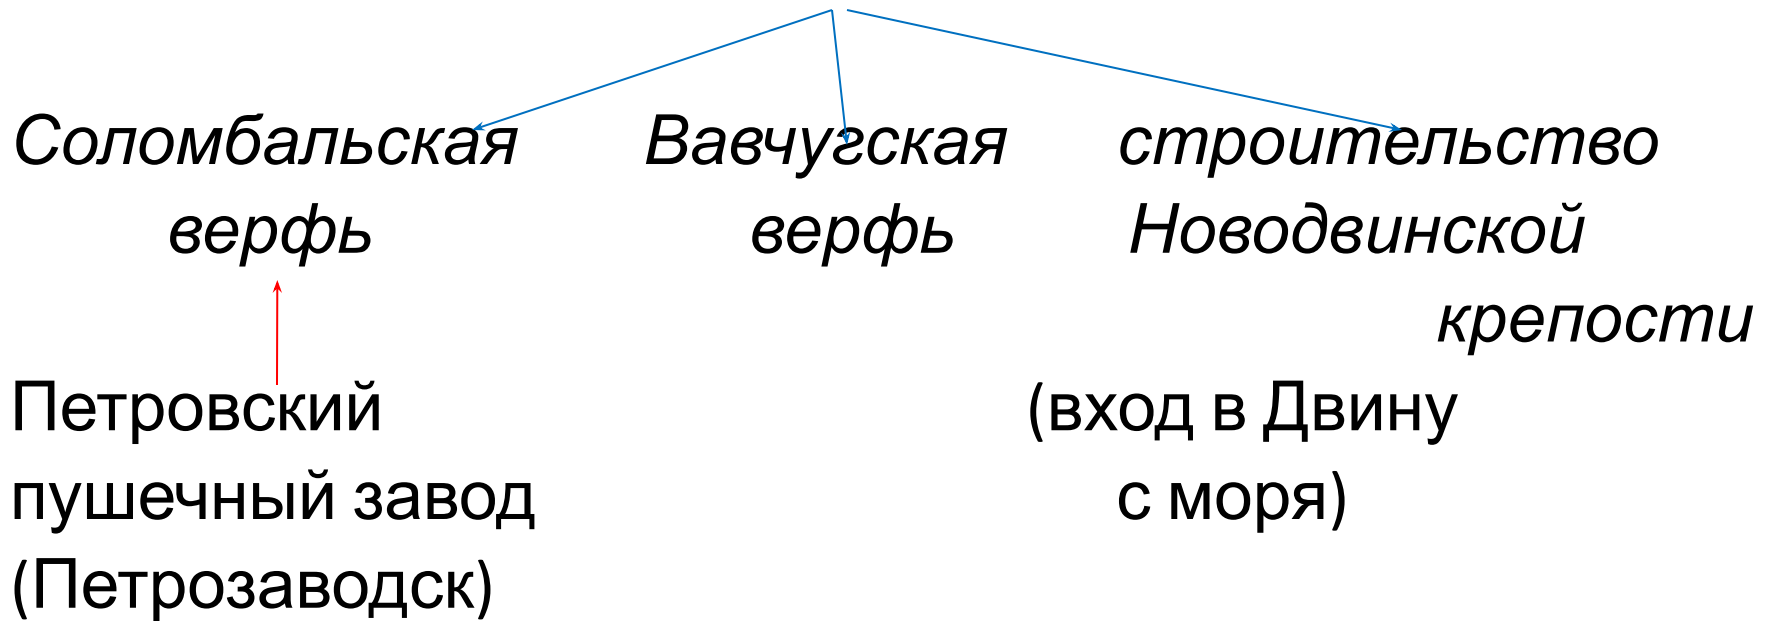 Соломбальская Вавчугская строительство
верфь верфь Новодвинской
крепости
Петровский (вход в Двину
пушечный завод с моря)
(Петрозаводск)